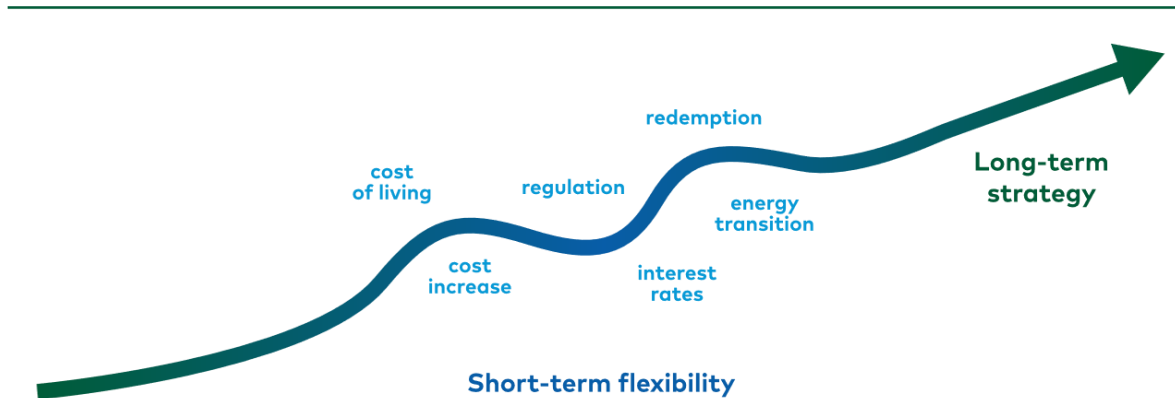 redemption
cost
of living
regulation
Long-term
strategy
energy
transition
cost
increase
interest
rates
Short-term flexibility